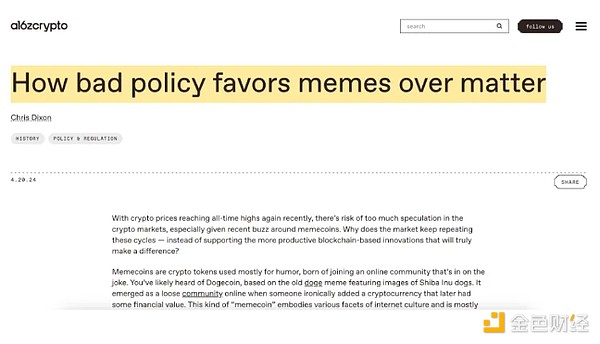 a16zcrypto
search
follow us
How bad policy favors memes over matter
Chris Dixon
HISTORY
POLICY & REGULATION
4.20.24
SHARE
With crypto prices reaching all-time highs again recently, there's risk of too much speculation in the
crypto markets, especially given recent buzz around memecoins. Why does the market keep repeating
these cycles — instead of supporting the more productive blockchain-based innovations that will truly
make a difference?
Memecoins are crypto tokens used mostly for humor, born of joining an online community that's in on the
joke. You've likely heard of Dogecoin, based on the old doge meme featuring images of Shiba Inu dogs. It
emerged as a loose community online when someone ironically added a cryptocurrency that later had
some financial value. This kind of "memecoin" embodies various facets of internet culture and is mostly
金色财经